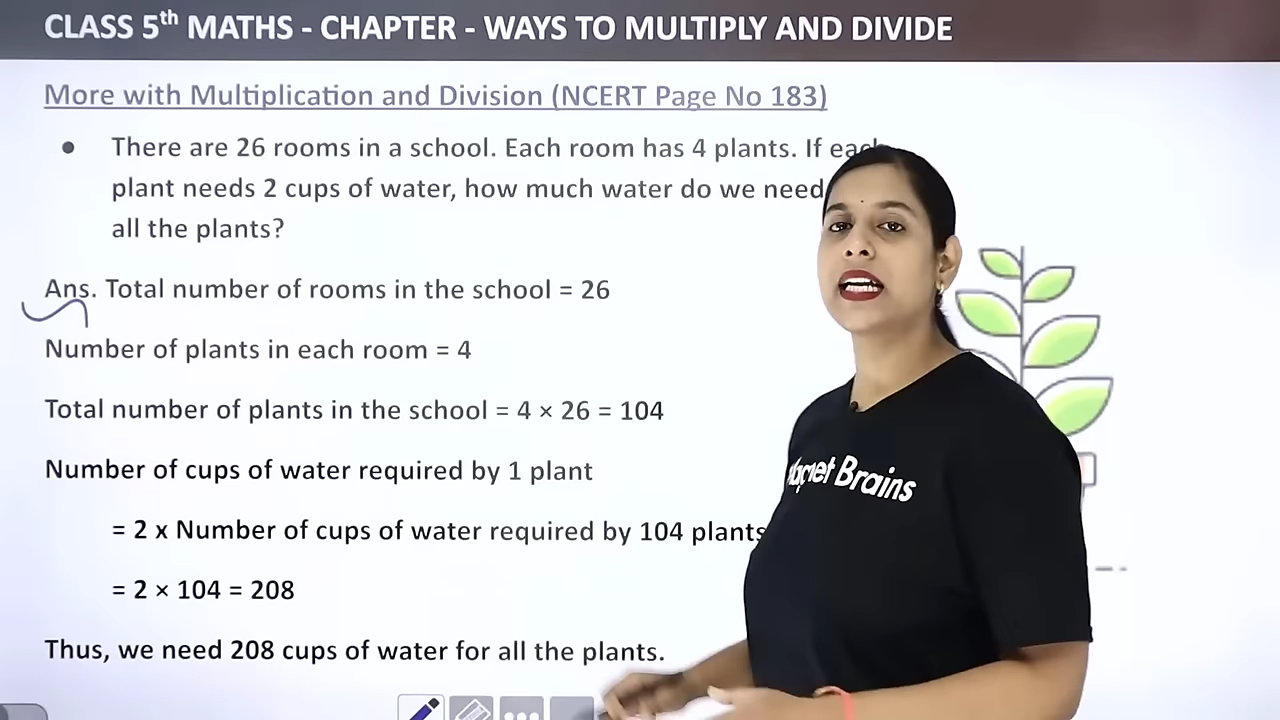 CLASS 5th MATHS - CHAPTER - WAYS TO MULTIPLY AND DIVIDE
More with Multiplication and Division (NCERT Page No 183)
• There are 26 rooms in a school. Each room has 4 plants. If each
plant needs 2 cups of water, how much water do we need
all the plants?
Ans. Total number of rooms in the school = 26
Number of plants in each room = 4
Total number of plants in the school = 4 × 26 = 104
Number of cups of water required by 1 plant
= 2 x Number of cups of water required by 104 plants
= 2 × 104 = 208
Thus, we need 208 cups of water for all the plants.
Magnet Brains